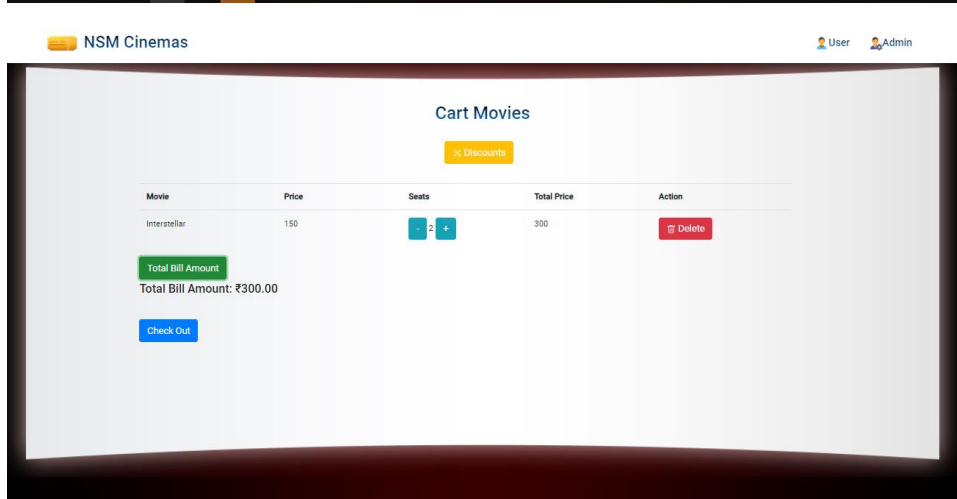 NSM Cinemas User Admin
Cart Movies
% Discounts
Movie Price Seats Total Price Action
Interstellar 150 - 2 + 300 Delete
Total Bill Amount
Total Bill Amount: ₹300.00
Check Out